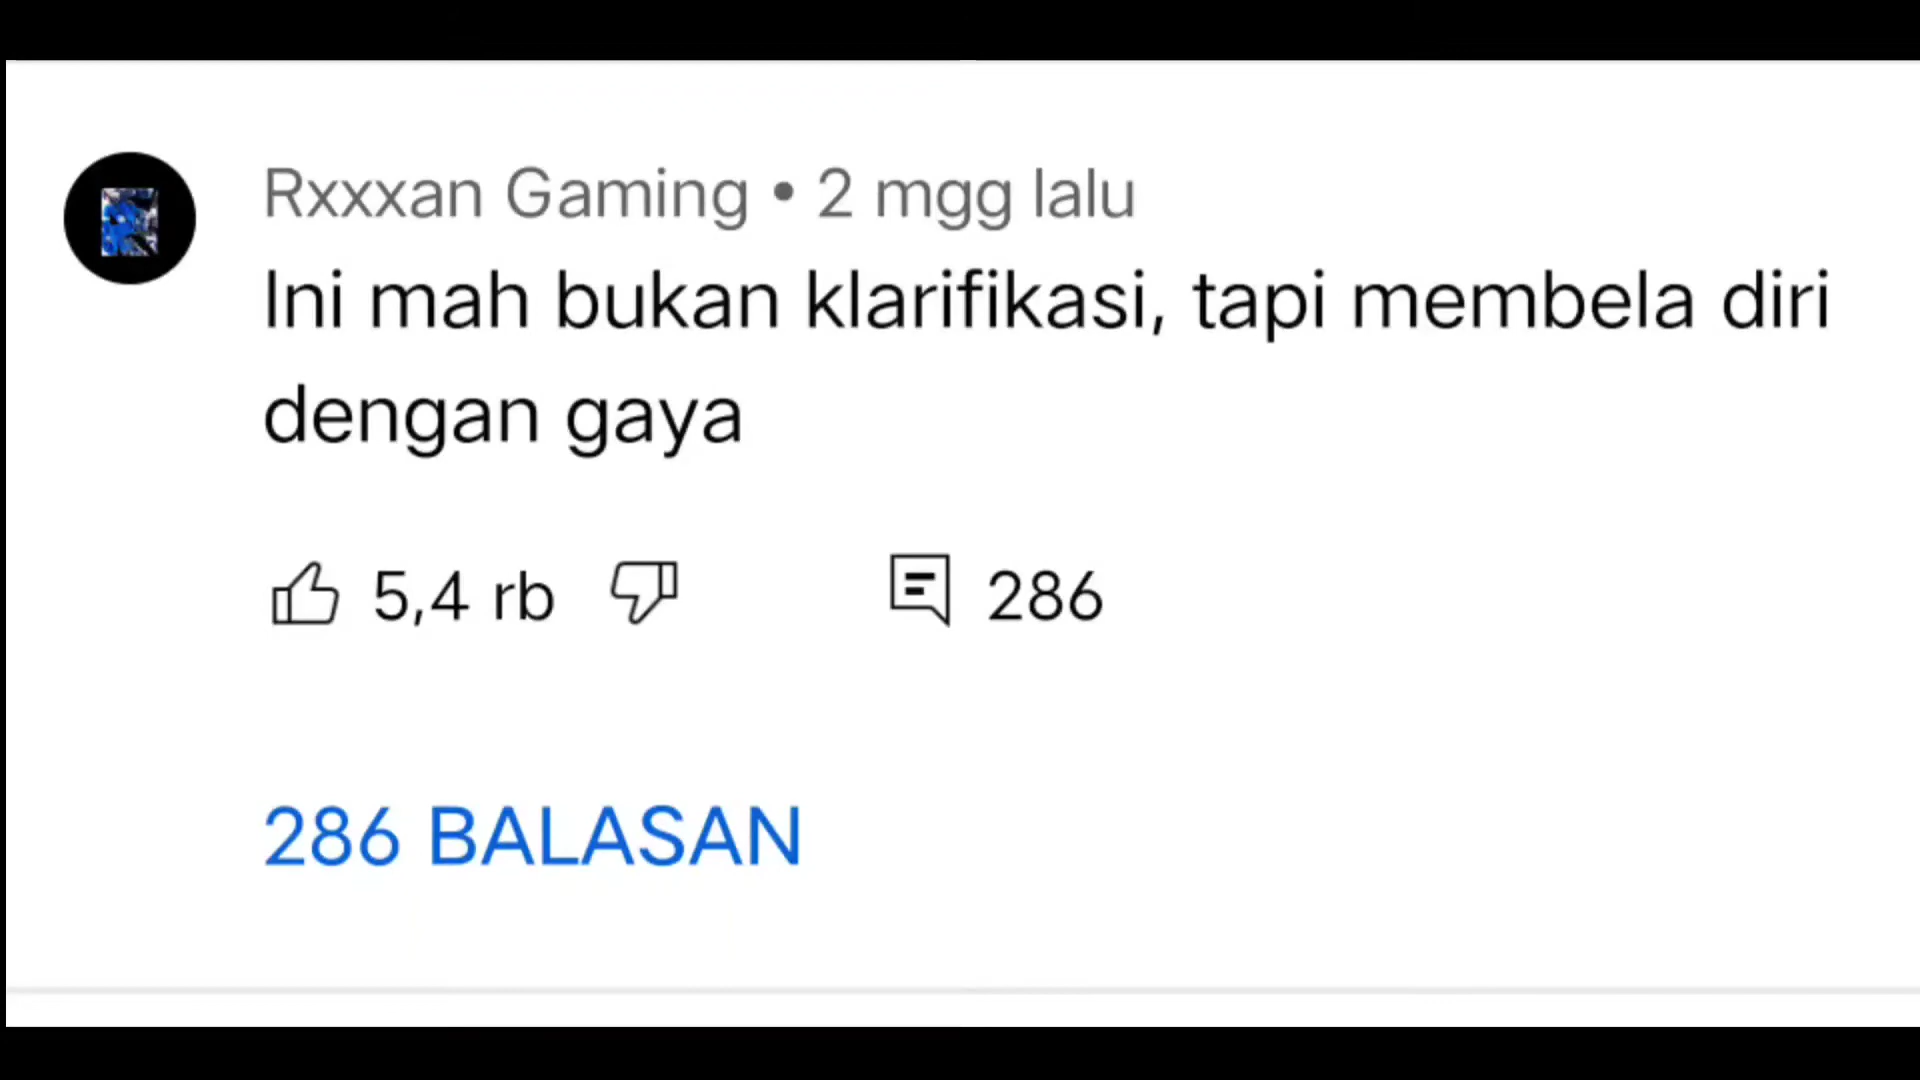 Rxxxan Gaming • 2 mgg lalu
Ini mah bukan klarifikasi, tapi membela diri
dengan gaya
5,4 rb 286
286 BALASAN